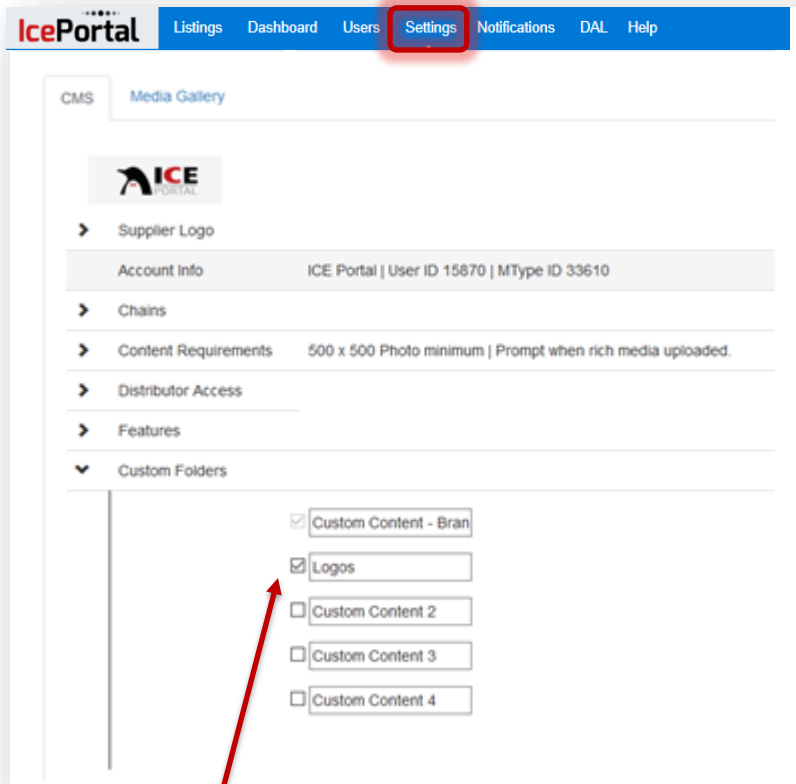 IcePortal Listings Dashboard Users Settings Notifications DAL Help
CMS Media Gallery
ICE
PORTAL
Supplier Logo
Account Info ICE Portal | User ID 15870 | MType ID 33610
Chains
Content Requirements 500 x 500 Photo minimum | Prompt when rich media uploaded.
Distributor Access
Features
Custom Folders
Custom Content - Bran
Logos
Custom Content 2
Custom Content 3
Custom Content 4